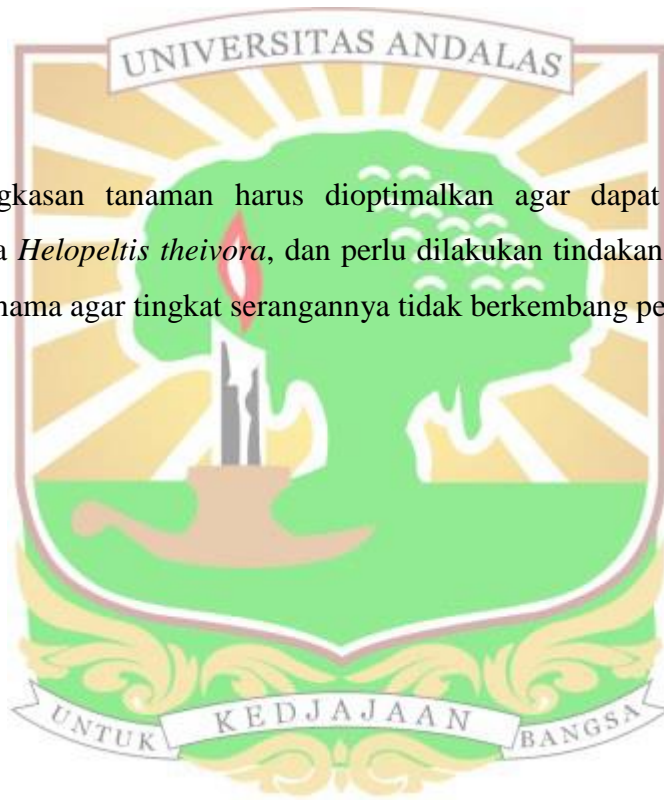 UNIVERSITAS ANDALAS
gkasan tanaman harus dioptimalkan agar dapat
a Helopeltis theivora, dan perlu dilakukan tindakan
nama agar tingkat serangannya tidak berkembang pe
UNTUK KEDJAJAAN BANGSA